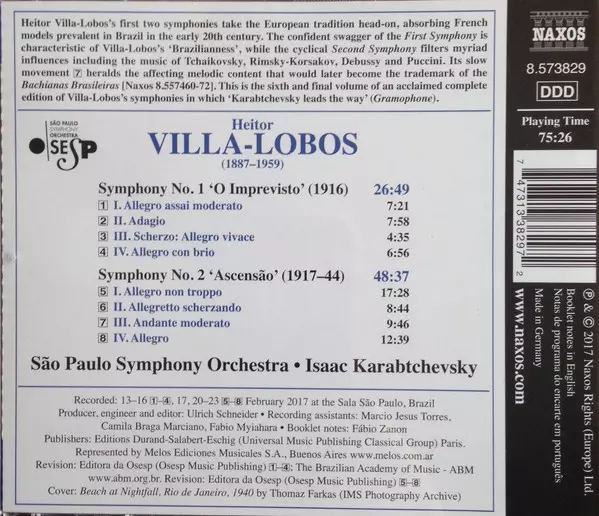 Heitor Villa-Lobos's first two symphonies take the European tradition head-on, absorbing French
models prevalent in Brazil in the early 20th century. The confident swagger of the First Symphony is
characteristic of Villa-Lobos's 'Brazilianness', while the cyclical Second Symphony filters myriad
influences including the music of Tchaikovsky, Rimsky-Korsakov, Debussy and Puccini. Its slow
movement 7 heralds the affecting melodic content that would later become the trademark of the
Bachianas Brasileiras [Naxos 8.557460-72]. This is the sixth and final volume of an acclaimed complete
edition of Villa-Lobos's symphonies in which 'Karabtchevsky leads the way' (Gramophone).
SÃO PAULO
SYMPHONY
ORCHESTRA
OSESP
Heitor
VILLA-LOBOS
(1887–1959)
Symphony No. 1 'O Imprevisto' (1916) 26:49
1 I. Allegro assai moderato 7:21
2 II. Adagio 7:58
3 III. Scherzo: Allegro vivace 4:35
4 IV. Allegro con brio 6:56
Symphony No. 2 'Ascensão' (1917–44) 48:37
5 I. Allegro non troppo 17:28
6 II. Allegretto scherzando 8:44
7 III. Andante moderato 9:46
8 IV. Allegro 12:39
São Paulo Symphony Orchestra • Isaac Karabtchevsky
Recorded: 13–16 1–4, 17, 20–23 5–8 February 2017 at the Sala São Paulo, Brazil
Producer, engineer and editor: Ulrich Schneider • Recording assistants: Marcio Jesus Torres,
Camila Braga Marciano, Fabio Myiahara • Booklet notes: Fábio Zanon
Publishers: Editions Durand-Salabert-Eschig (Universal Music Publishing Classical Group) Paris.
Represented by Melos Ediciones Musicales S.A., Buenos Aires www.melos.com.ar
Revision: Editora da Osesp (Osesp Music Publishing) 1–4; The Brazilian Academy of Music - ABM
www.abm.org.br. Revision: Editora da Osesp (Osesp Music Publishing) 5–8
Cover: Beach at Nightfall, Rio de Janeiro, 1940 by Thomaz Farkas (IMS Photography Archive)
NAXOS
8.573829
DDD
Playing Time
75:26
7 47313 38297 2
℗ & © 2017 Naxos Rights (Europe) Ltd.
Booklet notes in English
Notas de programa do encarte em português
Made in Germany
www.naxos.com